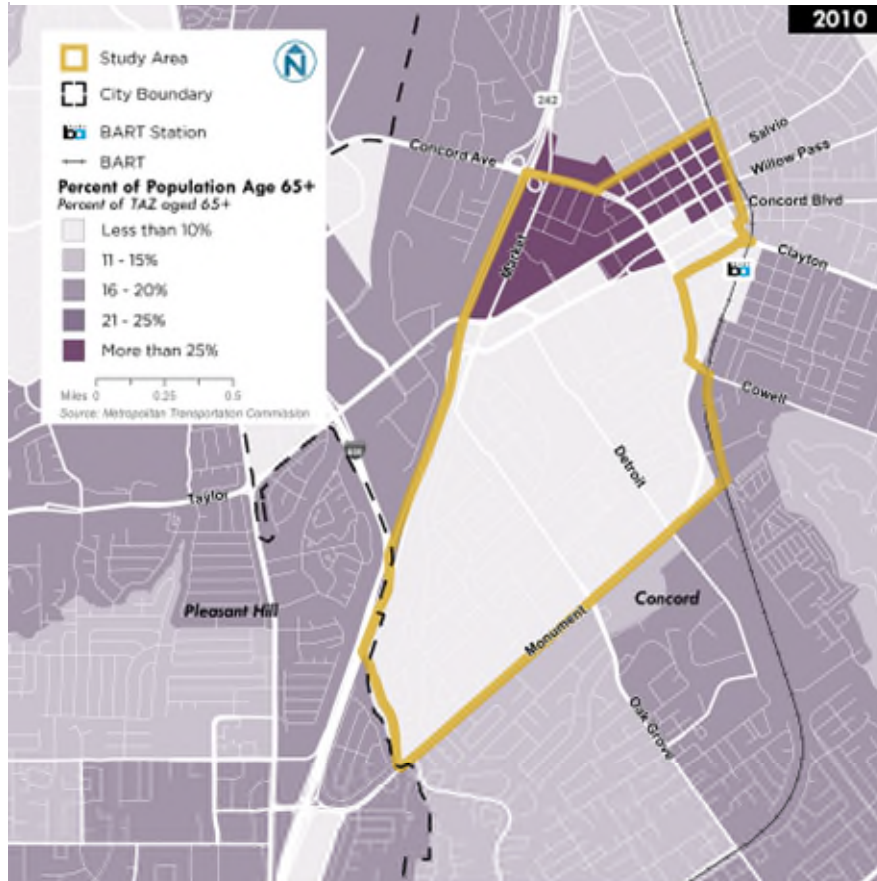 2010
Study Area
City Boundary
BART Station
BART
Percent of Population Age 65+
Percent of TAZ aged 65+
Less than 10%
11 - 15%
16 - 20%
21 - 25%
More than 25%
Miles 0 0.25 0.5
Source: Metropolitan Transportation Commission
N
ba
242
Concord Ave
Salvio
Willow Pass
Concord Blvd
Clayton
ba
Market
Cowell
Detroit
Taylor
Pleasant Hill
Concord
Monument
Oak Grove